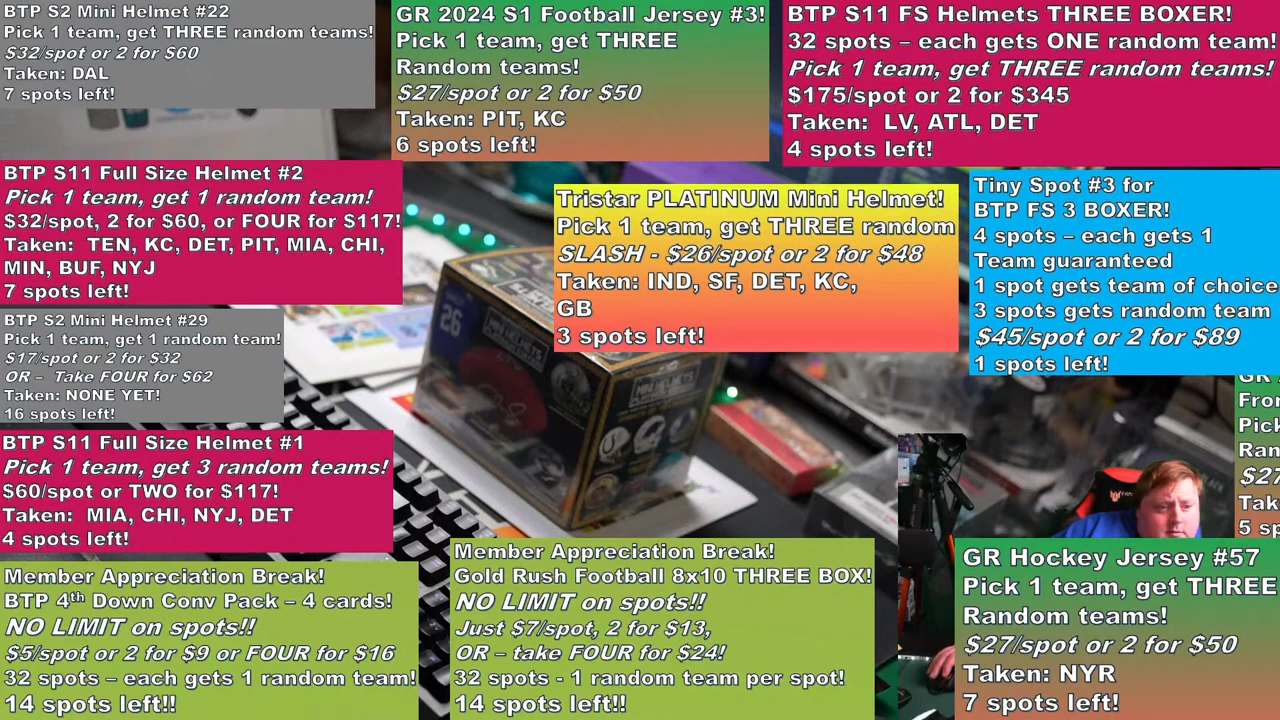 BTP S2 Mini Helmet #22
Pick 1 team, get THREE random teams!
$32/spot or 2 for $60
Taken: DAL
7 spots left!
GR 2024 S1 Football Jersey #3!
Pick 1 team, get THREE
Random teams!
$27/spot or 2 for $50
Taken: PIT, KC
6 spots left!
BTP S11 FS Helmets THREE BOXER!
32 spots – each gets ONE random team!
Pick 1 team, get THREE random teams!
$175/spot or 2 for $345
Taken: LV, ATL, DET
4 spots left!
BTP S11 Full Size Helmet #2
Pick 1 team, get 1 random team!
$32/spot, 2 for $60, or FOUR for $117!
Taken: TEN, KC, DET, PIT, MIA, CHI,
MIN, BUF, NYJ
7 spots left!
Tristar PLATINUM Mini Helmet!
Pick 1 team, get THREE random
SLASH - $26/spot or 2 for $48
Taken: IND, SF, DET, KC,
GB
3 spots left!
Tiny Spot #3 for
BTP FS 3 BOXER!
4 spots – each gets 1
Team guaranteed
1 spot gets team of choice
3 spots gets random team
$45/spot or 2 for $89
1 spots left!
BTP S2 Mini Helmet #29
Pick 1 team, get 1 random team!
$17/spot or 2 for $32
OR – Take FOUR for $62
Taken: NONE YET!
16 spots left!
26
BTP S11 Full Size Helmet #1
Pick 1 team, get 3 random teams!
$60/spot or TWO for $117!
Taken: MIA, CHI, NYJ, DET
4 spots left!
Member Appreciation Break!
BTP 4th Down Conv Pack – 4 cards!
NO LIMIT on spots!!
$5/spot or 2 for $9 or FOUR for $16
32 spots – each gets 1 random team!
14 spots left!!
Member Appreciation Break!
Gold Rush Football 8x10 THREE BOX!
NO LIMIT on spots!!
Just $7/spot, 2 for $13,
OR – take FOUR for $24!
32 spots - 1 random team per spot!
14 spots left!!
GR Hockey Jersey #57
Pick 1 team, get THREE
Random teams!
$27/spot or 2 for $50
Taken: NYR
7 spots left!